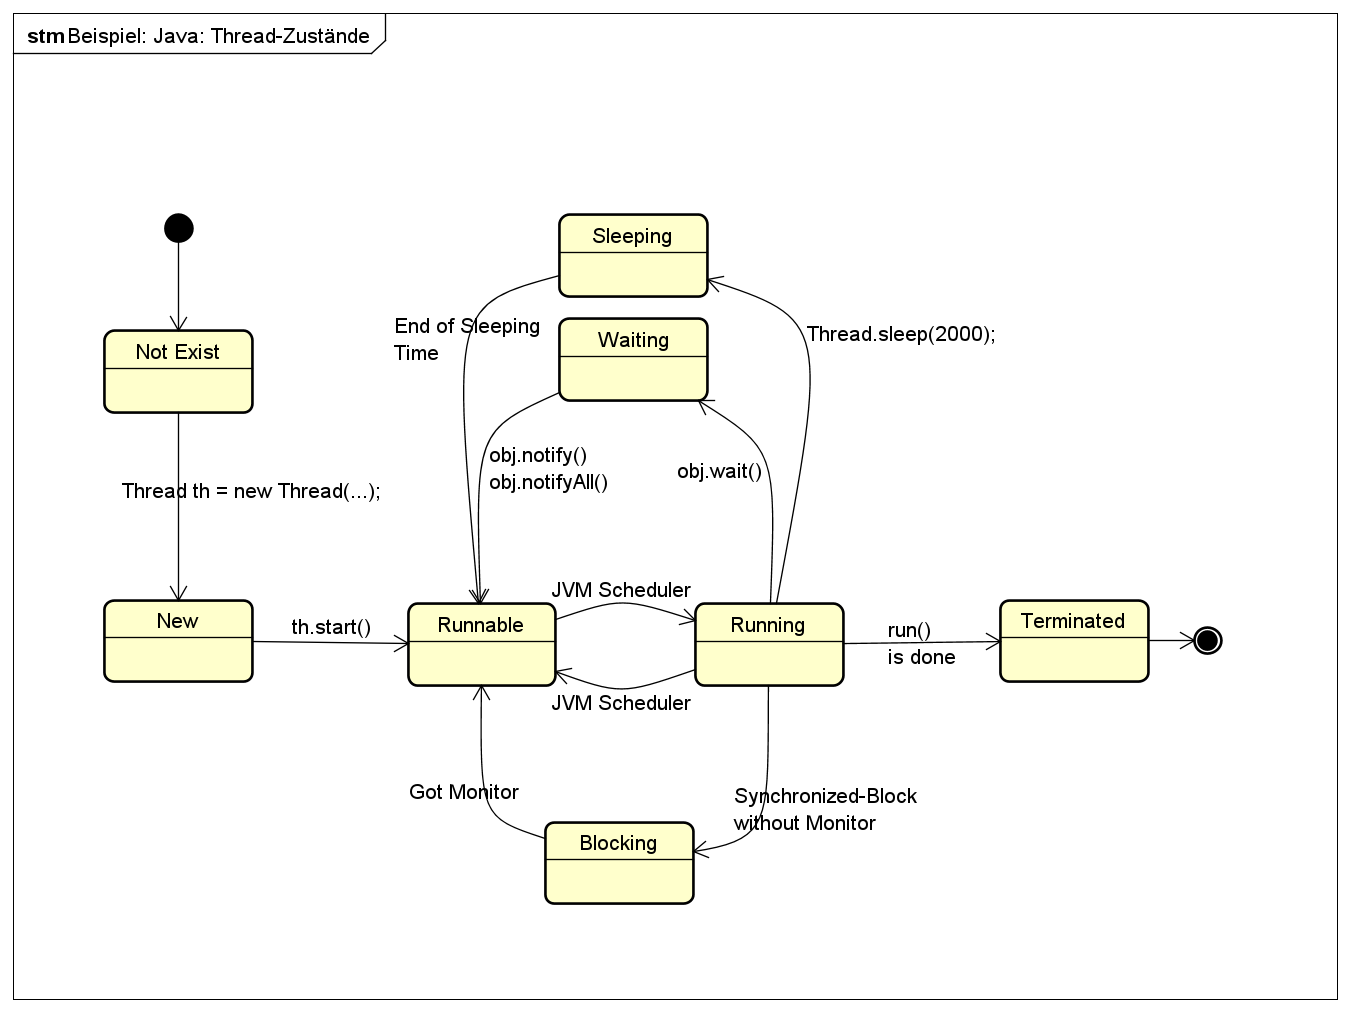 stm Beispiel: Java: Thread-Zustände
Sleeping
End of Sleeping
Time
Waiting
Thread.sleep(2000);
Not Exist
obj.notify()
obj.notifyAll()
obj.wait()
Thread th = new Thread(...);
JVM Scheduler
New
th.start()
Runnable
Running
run()
is done
Terminated
JVM Scheduler
Got Monitor
Synchronized-Block
without Monitor
Blocking